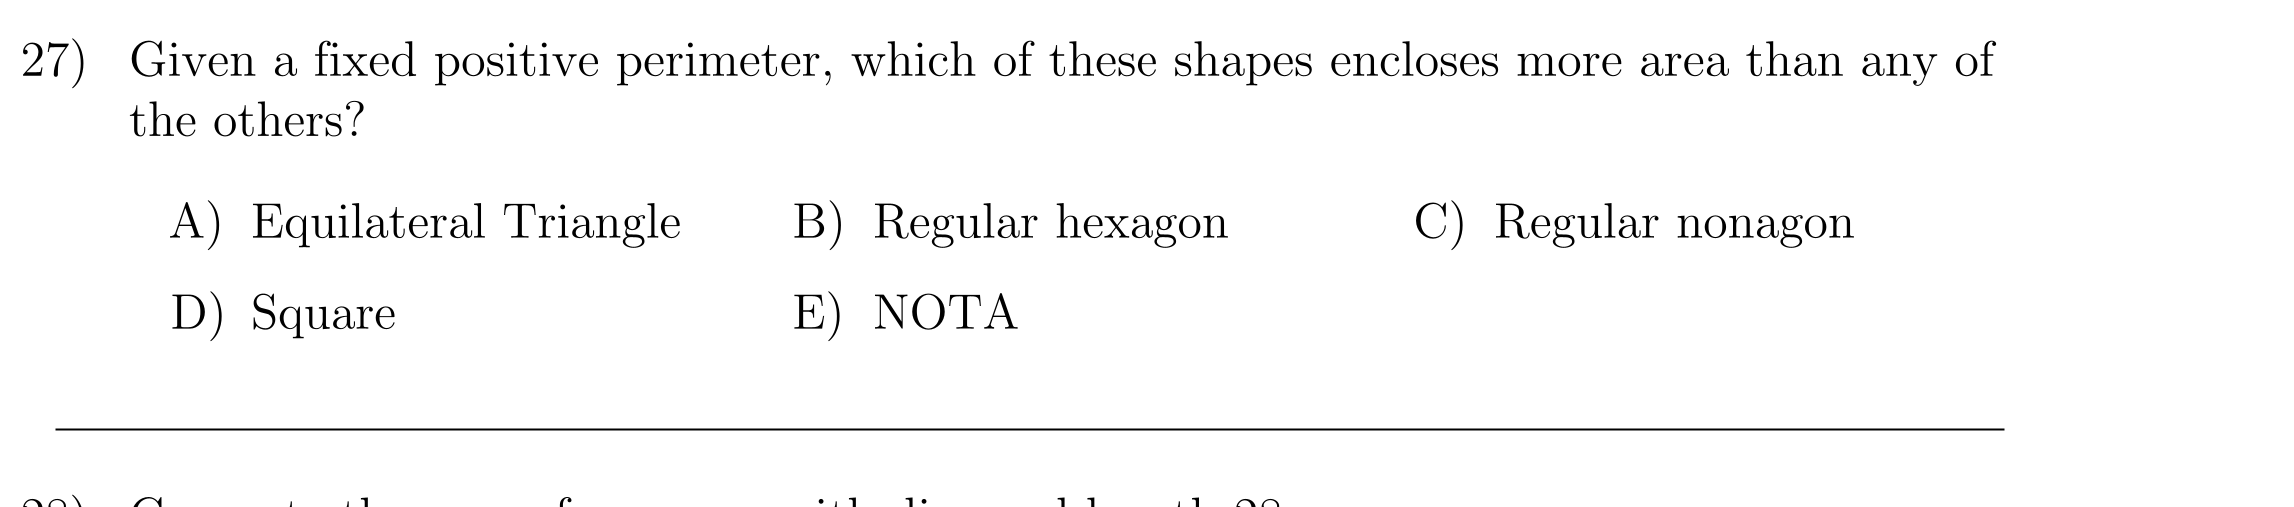 27) Given a fixed positive perimeter, which of these shapes encloses more area than any of
the others?
A) Equilateral Triangle B) Regular hexagon C) Regular nonagon
D) Square E) NOTA